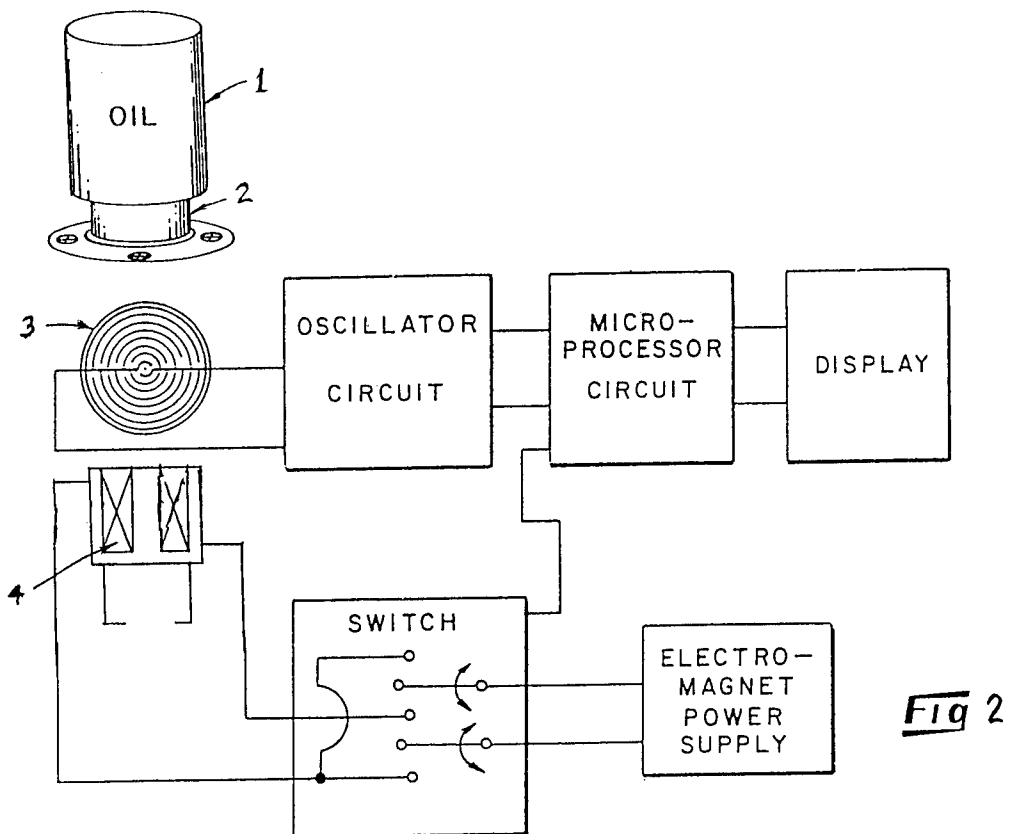 1
OIL
2
3
OSCILLATOR
CIRCUIT
MICRO-
PROCESSOR
CIRCUIT
DISPLAY
4
SWITCH
ELECTRO-
MAGNET
POWER
SUPPLY
Fig 2